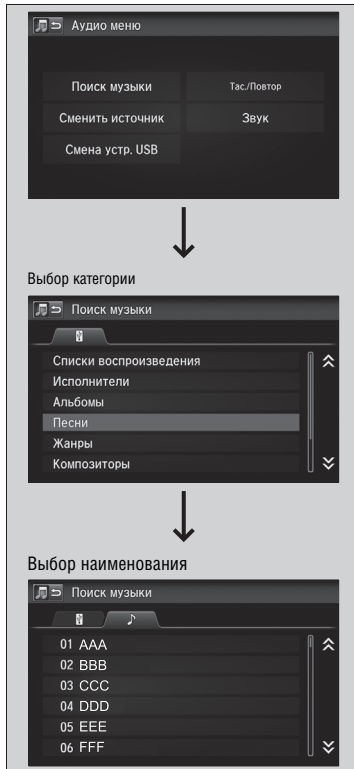 Аудио меню
Поиск музыки Тас./Повтор
Сменить источник Звук
Смена устр. USB
Выбор категории
Поиск музыки
Списки воспроизведения
Исполнители
Альбомы
Песни
Жанры
Композиторы
Выбор наименования
Поиск музыки
01 AAA
02 BBB
03 CCC
04 DDD
05 EEE
06 FFF